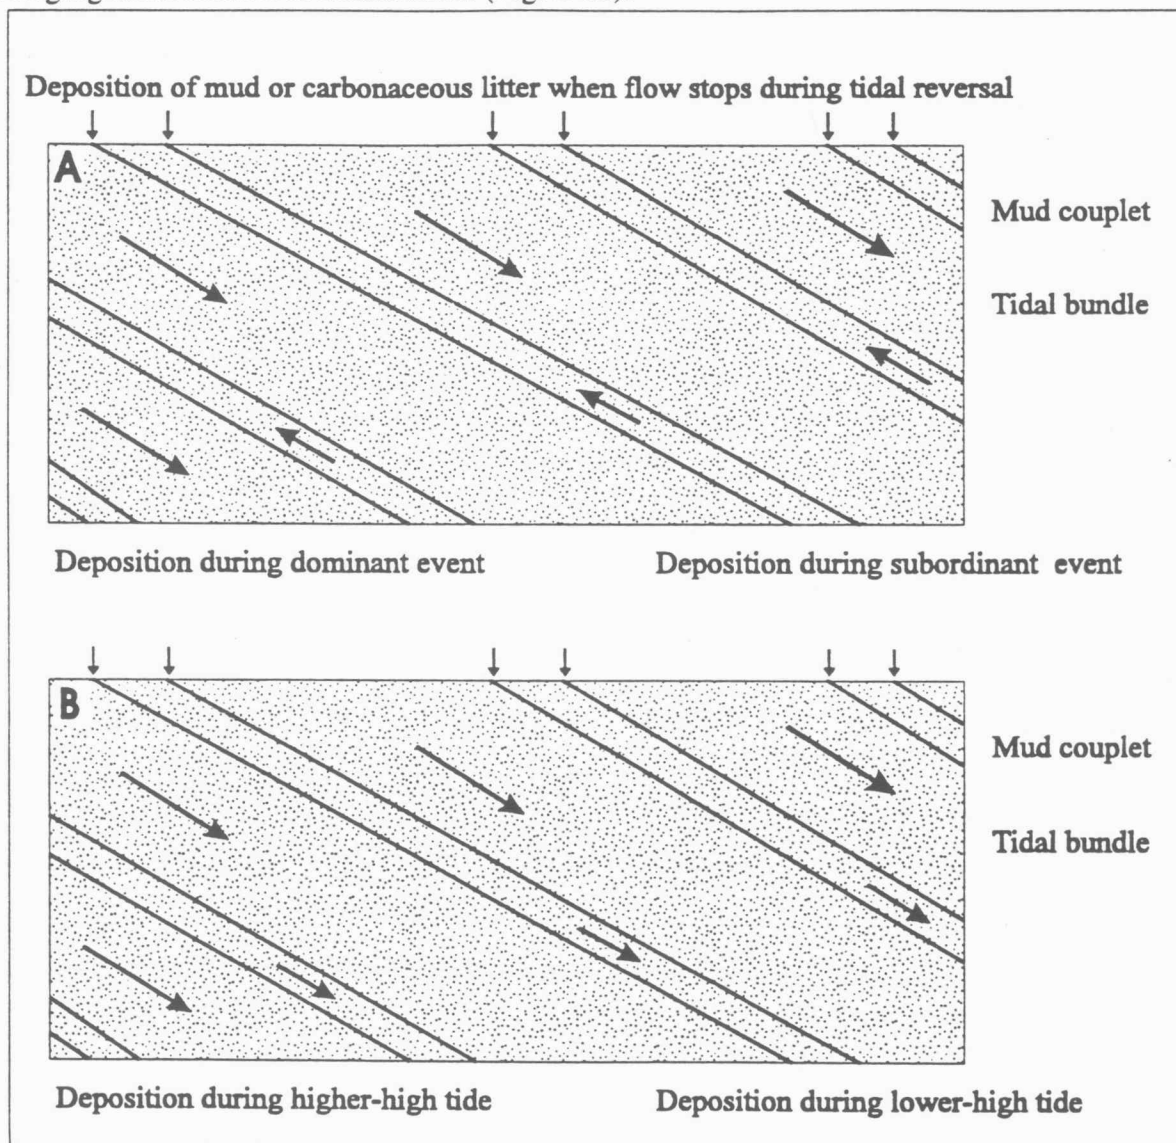 Deposition of mud or carbonaceous litter when flow stops during tidal reversal
A
Mud couplet
Tidal bundle
Deposition during dominant event
Deposition during subordinant event
B
Mud couplet
Tidal bundle
Deposition during higher-high tide
Deposition during lower-high tide